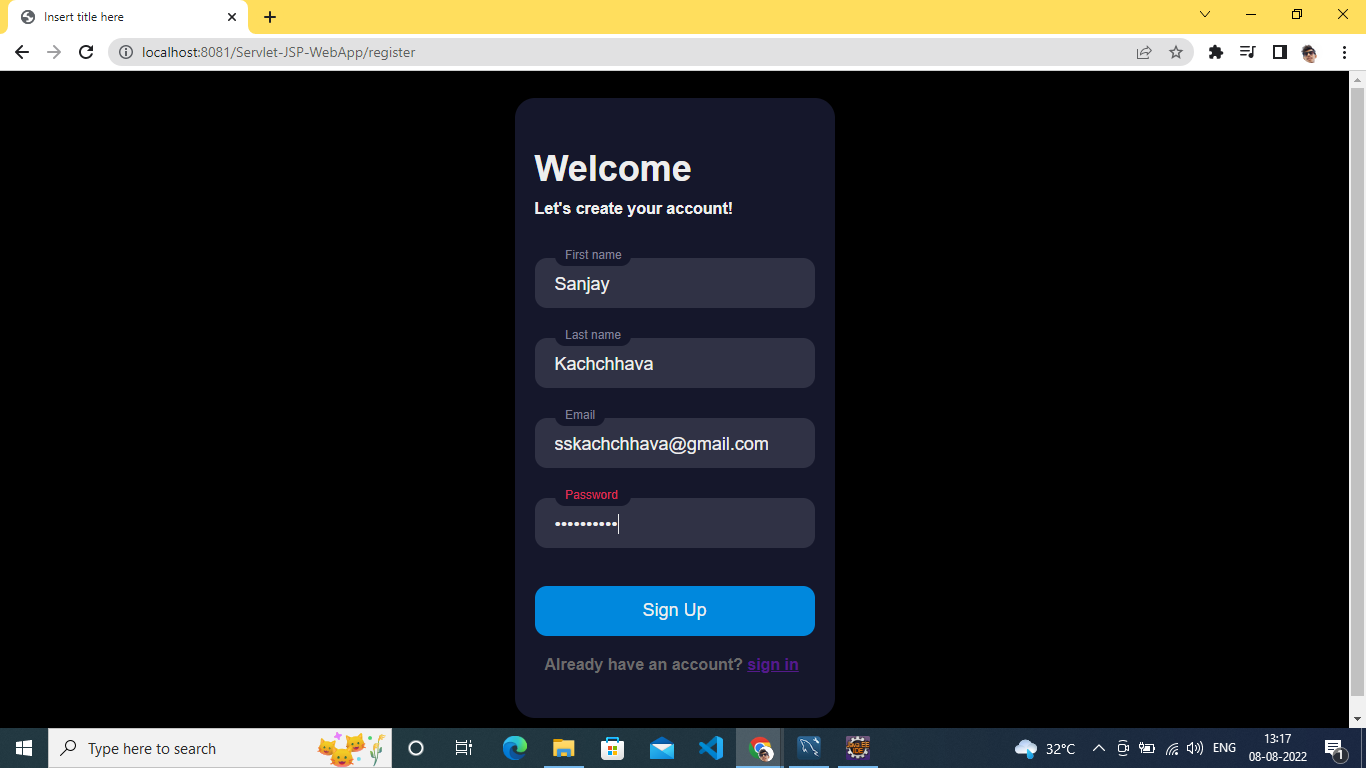 Insert title here
localhost:8081/Servlet-JSP-WebApp/register
Welcome
Let's create your account!
First name
Sanjay
Last name
Kachchhava
Email
sskachchhava@gmail.com
Password
••••••••••
Sign Up
Already have an account? sign in
Type here to search
32°C
ENG
13:17
08-08-2022
1